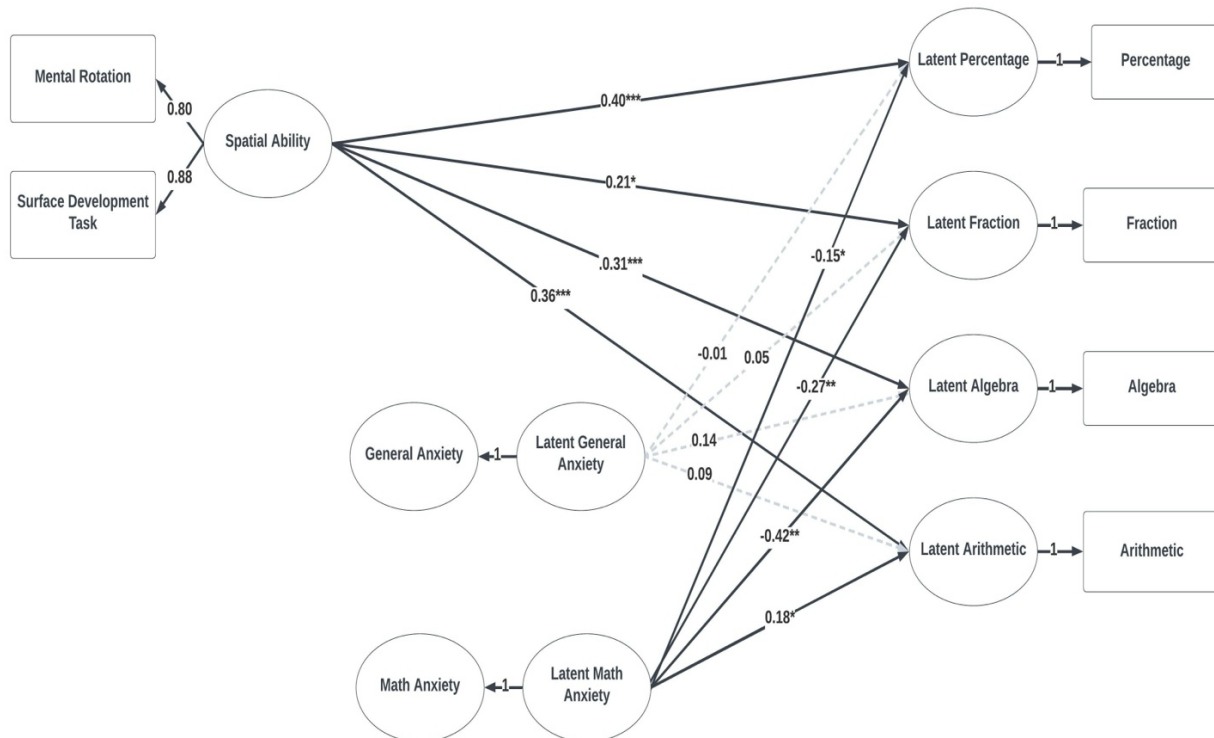 Latent Percentage
1
Percentage
Mental Rotation
0.80
0.40***
Spatial Ability
0.88
0.21*
Surface Development
Task
Latent Fraction
1
Fraction
-0.15*
.0.31***
0.36***
-0.01
0.05
-0.27**
Latent Algebra
1
Algebra
General Anxiety
1
Latent General
Anxiety
0.14
0.09
-0.42**
Latent Arithmetic
1
Arithmetic
0.18*
Math Anxiety
1
Latent Math
Anxiety